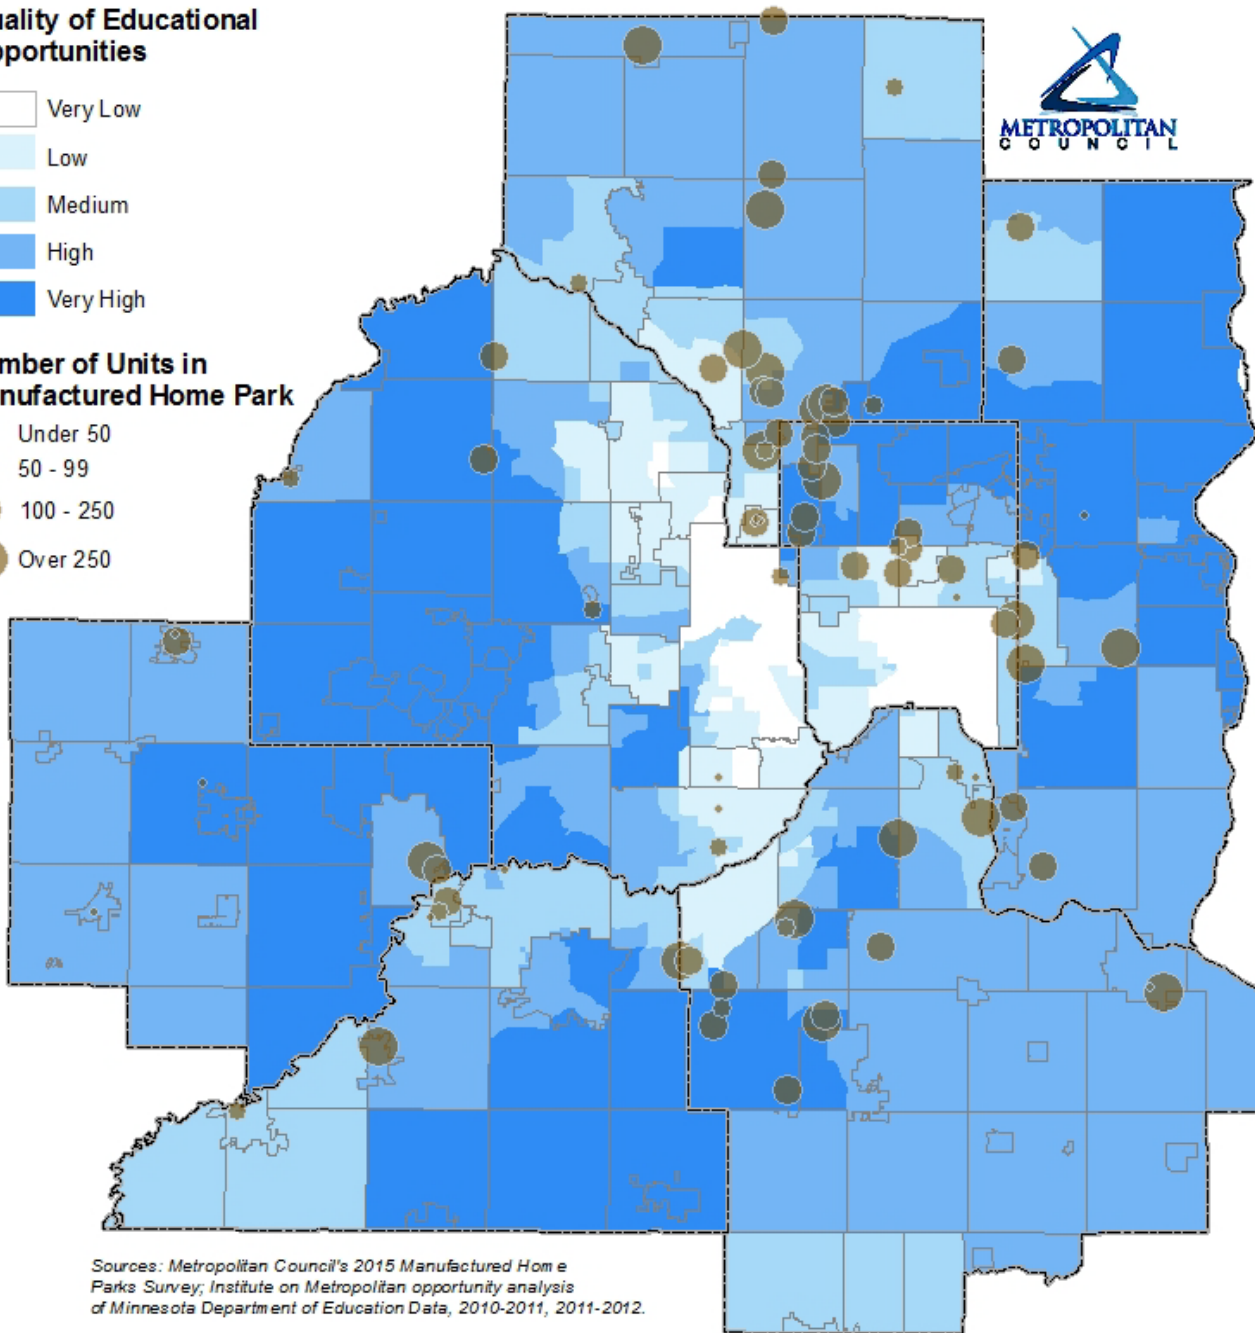 uality of Educational
pportunities
Very Low
Low
Medium
High
Very High
mber of Units in
nufactured Home Park
Under 50
50 - 99
100 - 250
Over 250
METROPOLITAN
COUNCIL
Sources: Metropolitan Council's 2015 Manufactured Home
Parks Survey; Institute on Metropolitan opportunity analysis
of Minnesota Department of Education Data, 2010-2011, 2011-2012.